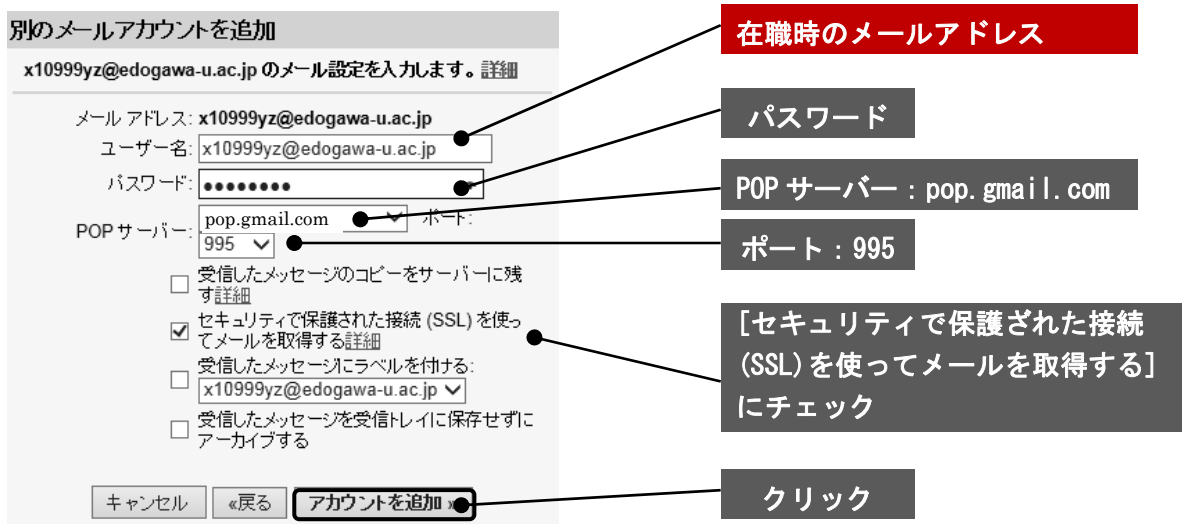 別のメールアカウントを追加
在職時のメールアドレス
x10999yz@edogawa-u.ac.jp のメール設定を入力します。詳細
メール アドレス: x10999yz@edogawa-u.ac.jp
パスワード
ユーザー名: x10999yz@edogawa-u.ac.jp
パスワード: ●●●●●●●●
POP サーバー：pop.gmail.com
POP サーバー: pop.gmail.com ポート:
995
ポート：995
受信したメッセージのコピーをサーバーに残
す詳細
セキュリティで保護された接続 (SSL) を使っ
てメールを取得する詳細
[セキュリティで保護ざれた接続
(SSL)を使ってメールを取得する]
にチェック
受信したメッセージにラベルを付ける:
x10999yz@edogawa-u.ac.jp
受信したメッセージを受信トレイに保存せずに
アーカイブする
キャンセル «戻る アカウントを追加 »
クリック